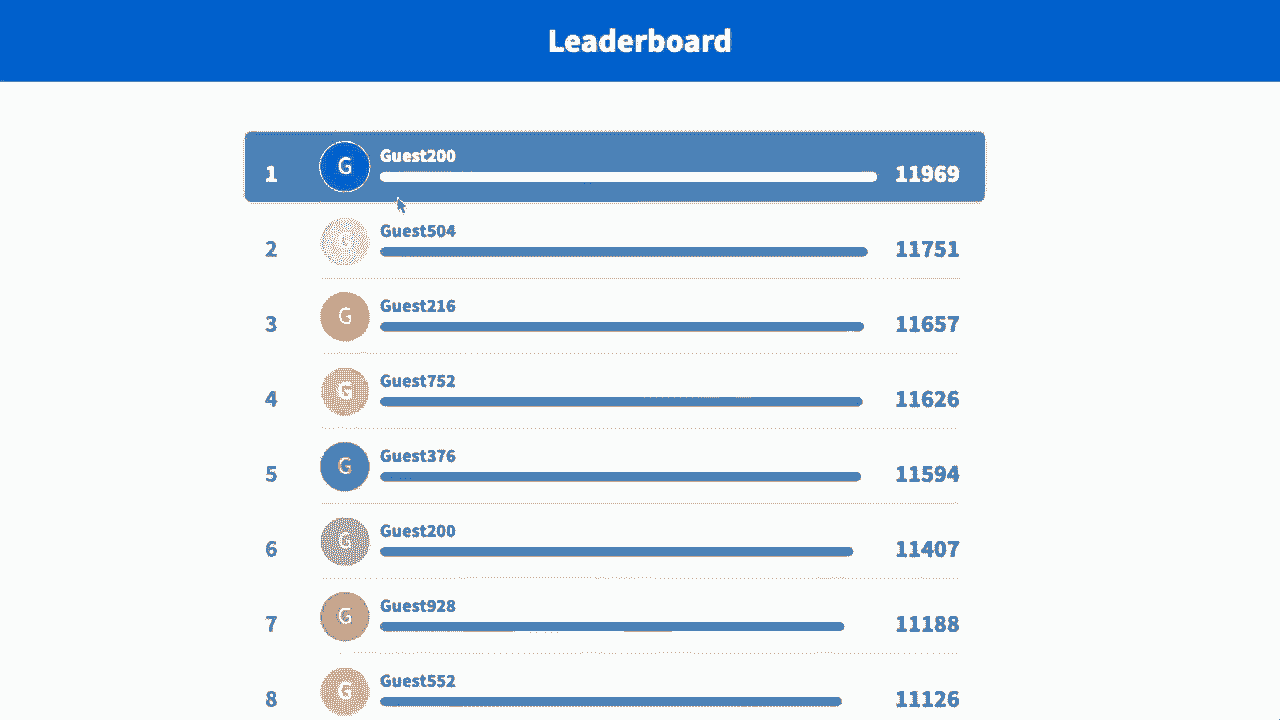 Leaderboard
1 G Guest200 11969
2 G Guest504 11751
3 G Guest216 11657
4 G Guest752 11626
5 G Guest376 11594
6 G Guest200 11407
7 G Guest928 11188
8 G Guest552 11126